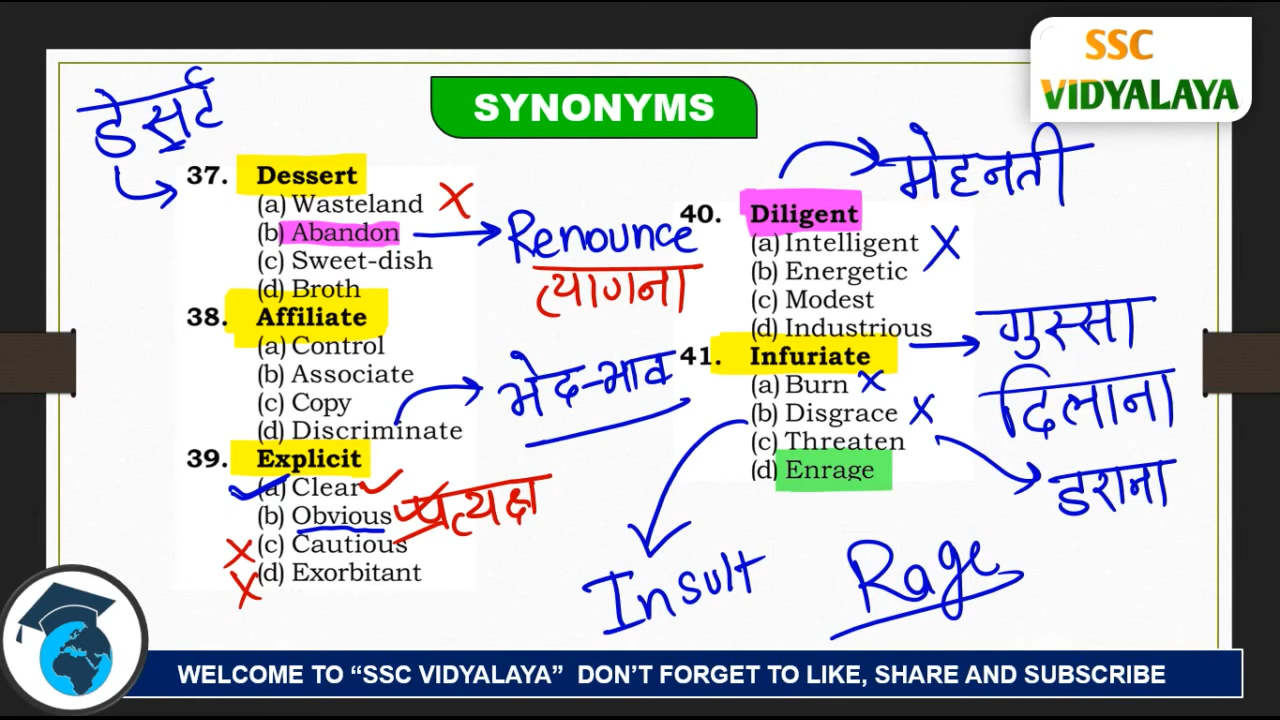 SSC
VIDYALAYA
SYNONYMS
डेसर्ट
37. Dessert
(a) Wasteland
(b) Abandon
Renounce
त्यागना
(c) Sweet-dish
(d) Broth
38. Affiliate
(a) Control
(b) Associate
(c) Copy
(d) Discriminate
भेद-भाव
39. Explicit
(a) Clear
(b) Obvious
प्रत्यक्ष
(c) Cautious
(d) Exorbitant
मेहनती
40. Diligent
(a) Intelligent
(b) Energetic
(c) Modest
(d) Industrious
41. Infuriate
गुस्सा
दिलाना
(a) Burn
(b) Disgrace
(c) Threaten
डराना
(d) Enrage
Insult
Rage
WELCOME TO “SSC VIDYALAYA” DON’T FORGET TO LIKE, SHARE AND SUBSCRIBE